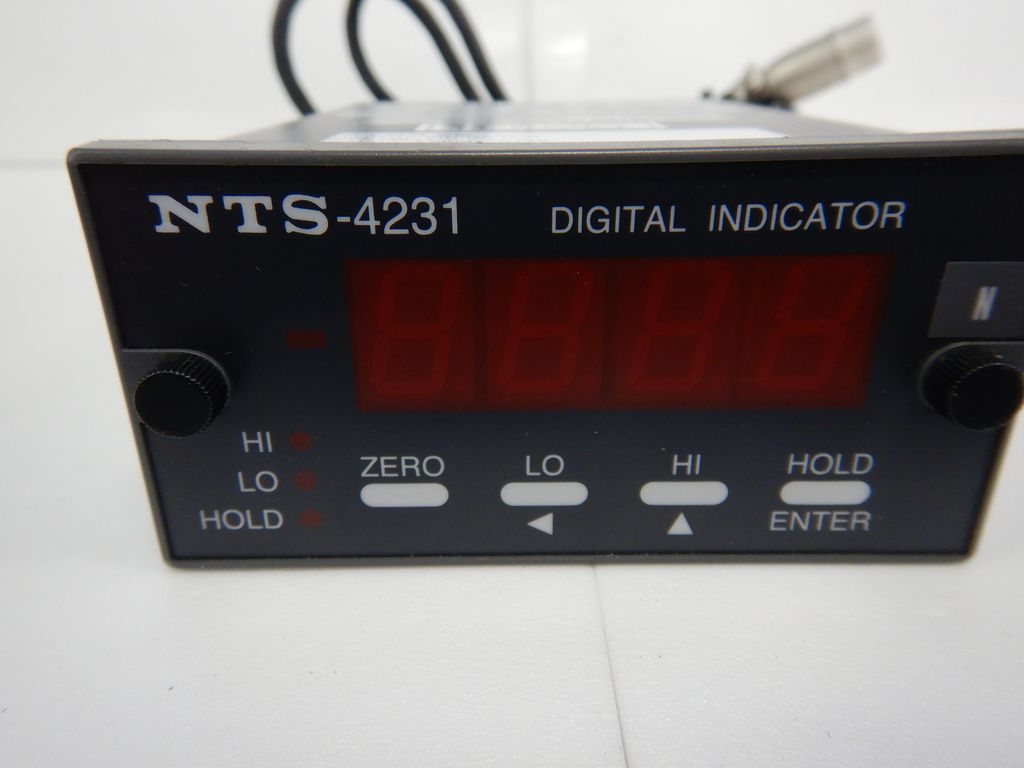 NTS-4231 DIGITAL INDICATOR
N
HI
LO
HOLD
ZERO LO HI HOLD
◀ ▲ ENTER